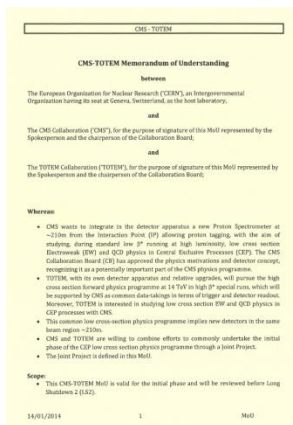 CMS - TOTEM
CMS-TOTEM Memorandum of Understanding
between
The European Organization for Nuclear Research ("CERN"), an Intergovernmental
Organization having its seat at Geneva, Switzerland, as the host laboratory,
and
The CMS Collaboration ("CMS"), for the purpose of signature of this MoU represented by the
Spokesperson and the chairperson of the Collaboration Board;
and
The TOTEM Collaboration ("TOTEM"), for the purpose of signature of this MoU represented by
the Spokesperson and the chairperson of the Collaboration Board;
Whereas:
• CMS wants to integrate in the detector apparatus a new Proton Spectrometer at
~210m from the Interaction Point (IP) allowing proton tagging, with the aim of
studying, during standard low β* running at high luminosity, low cross section
Electroweak (EW) and QCD physics in Central Exclusive Processes (CEP). The CMS
Collaboration Board (CB) has approved the physics motivations and detector concept,
recognizing it as a potentially important part of the CMS physics programme.
• TOTEM, with its own detector apparatus and relative upgrades, will pursue the high
cross section forward physics programme at 14 TeV in high β* special runs, which will
be supported by CMS as common data-takings in terms of trigger and detector readout.
Moreover, TOTEM is interested in studying low cross section EW and QCD physics in
CEP processes with CMS.
• This common low cross-section physics programme implies new detectors in the same
beam region ~210m.
• CMS and TOTEM are willing to combine efforts to commonly undertake the initial
phase of the CEP low cross section physics programme through a Joint Project.
• The Joint Project is defined in this MoU.
Scope:
• This CMS-TOTEM MoU is valid for the initial phase and will be reviewed before Long
Shutdown 2 (LS2).
14/01/2014 1 MoU